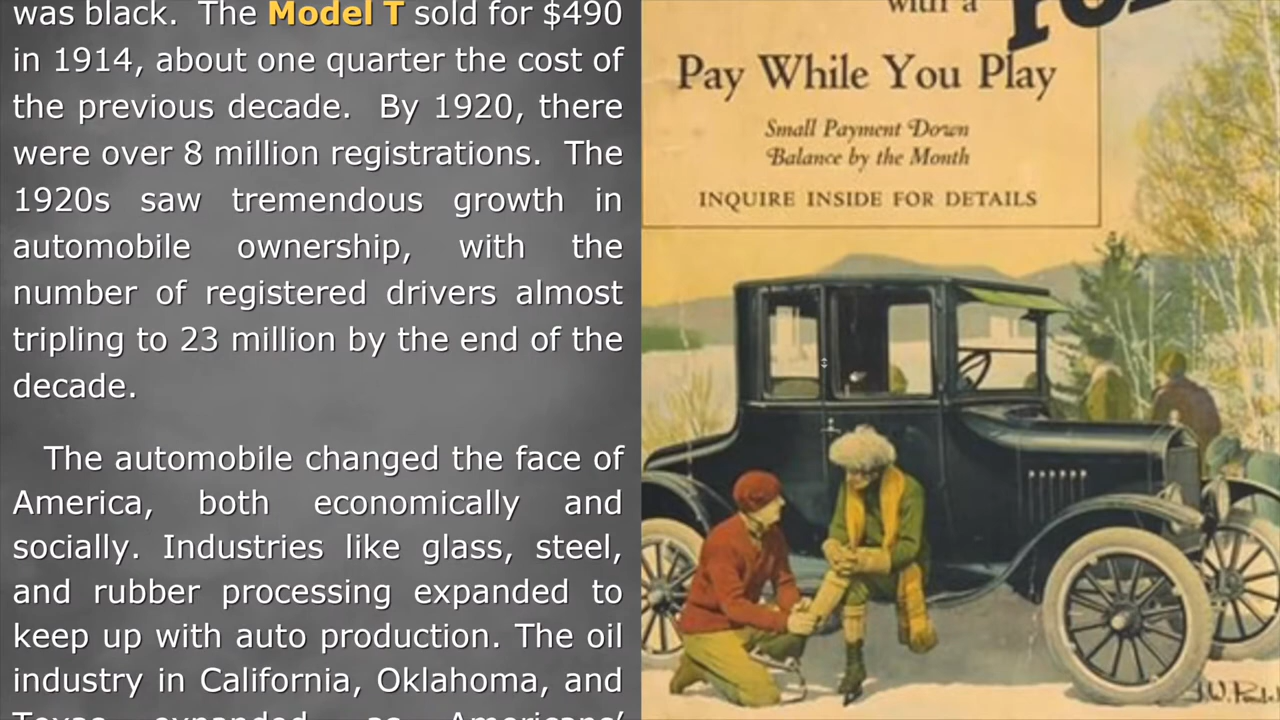 was black.  The Model T sold for $490
in 1914, about one quarter the cost of
the previous decade.  By 1920, there
were over 8 million registrations.  The
1920s saw tremendous growth in
automobile ownership, with the
number of registered drivers almost
tripling to 23 million by the end of the
decade.
The automobile changed the face of
America, both economically and
socially. Industries like glass, steel,
and rubber processing expanded to
keep up with auto production. The oil
industry in California, Oklahoma, and
Texas expanded, as Americans’
with a
Pay While You Play
Small Payment Down
Balance by the Month
INQUIRE INSIDE FOR DETAILS